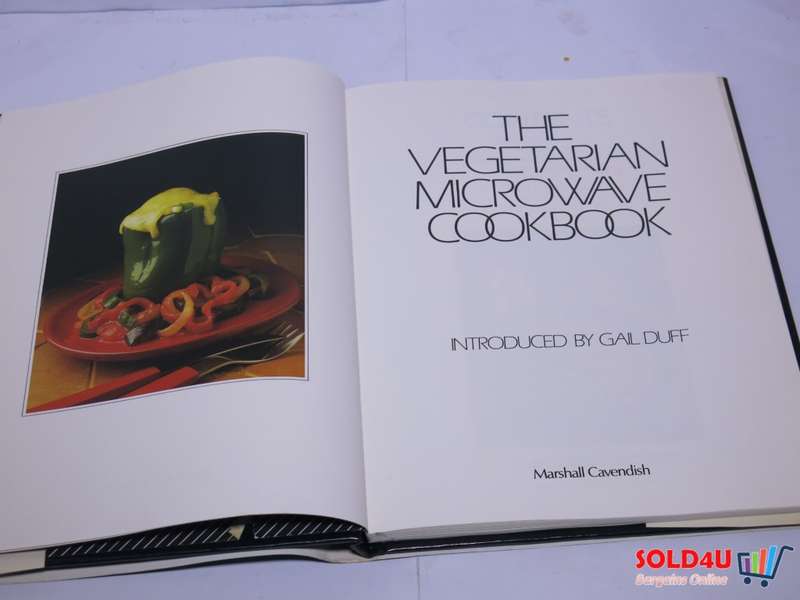 THE
VEGETARIAN
MICROWAVE
COOKBOOK
INTRODUCED BY GAIL DUFF
Marshall Cavendish
SOLD4U
Bargains Online